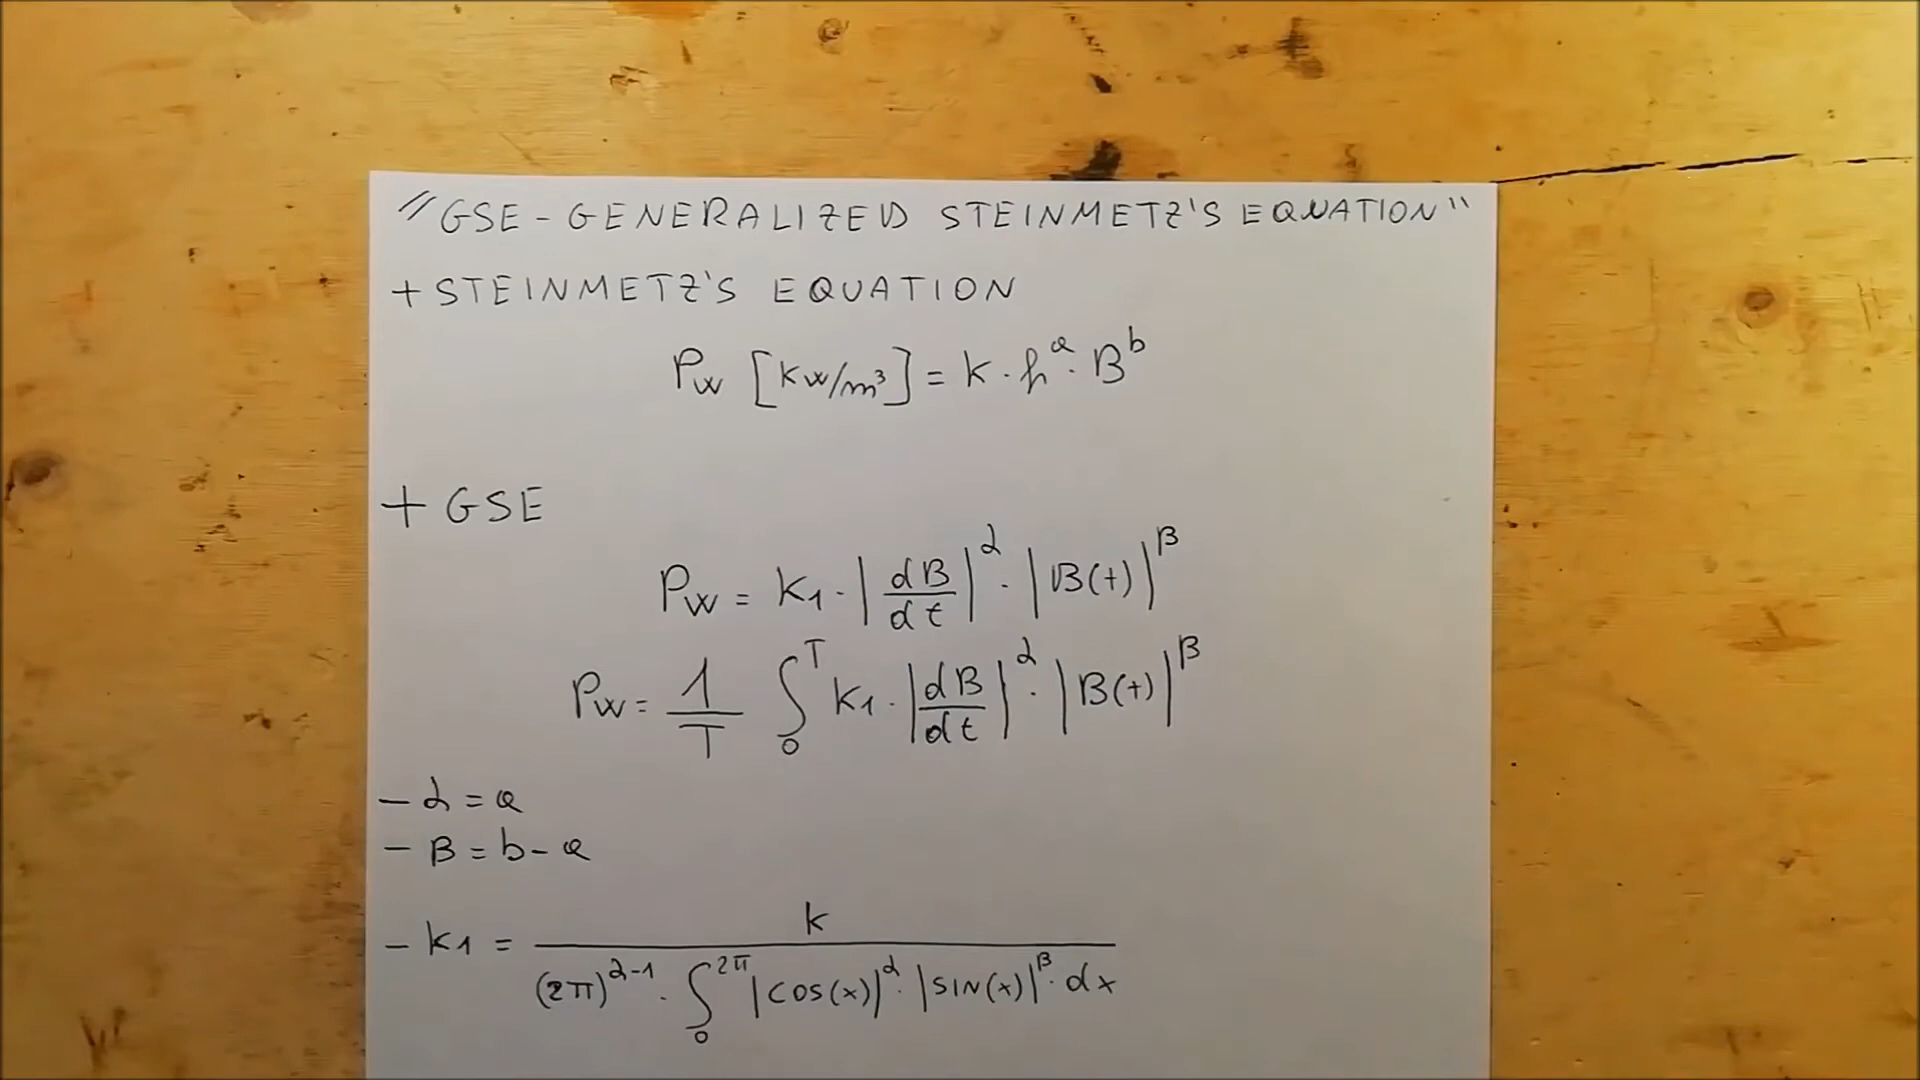 "GSE - GENERALIZED STEINMETZ'S EQUATION"
+ STEINMETZ'S EQUATION
Pw [kw/m³] = k · f^a · B^b
+ GSE
Pw = k1 · |dB/dt|^α · |B(t)|^β
Pw = 1/T ∫₀^T k1 · |dB/dt|^α · |B(t)|^β
- α = a
- β = b - a
- k1 = k / ((2π)^(α-1) · ∫₀^2π |COS(x)|^α · |SIN(x)|^β · dx)